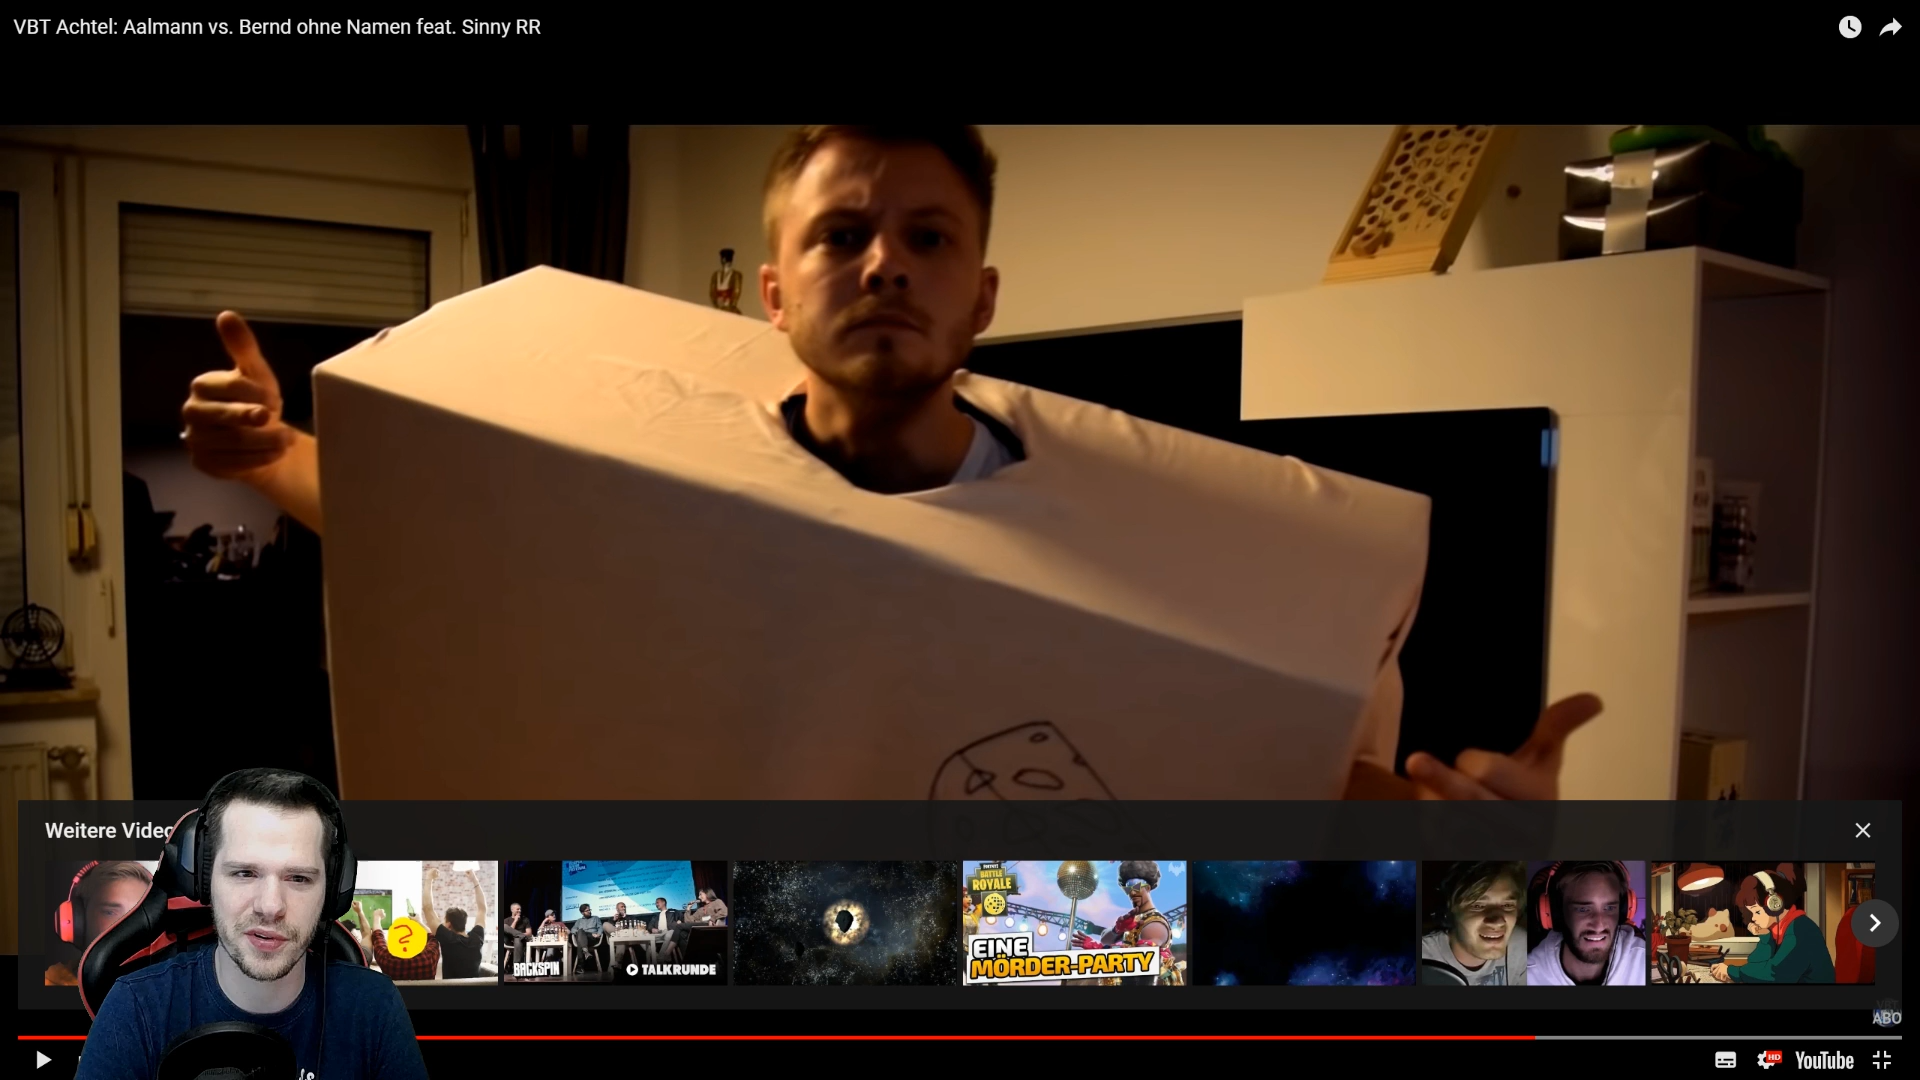 VBT Achtel: Aalmann vs. Bernd ohne Namen feat. Sinny RR
Weitere Video
?
BACKSPIN
TALKRUNDE
BATTLE
ROYALE
EINE
MÖRDER-PARTY
ABO
HD
YouTube